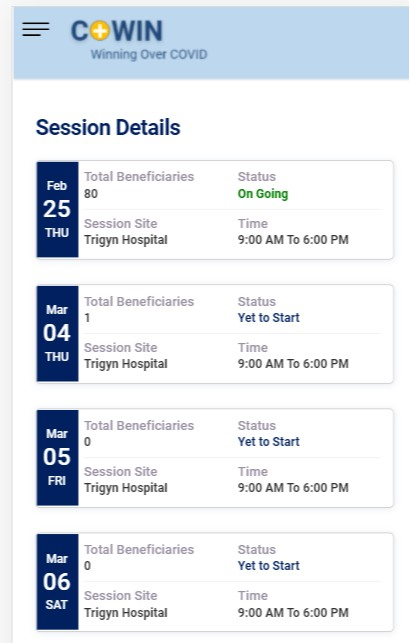 COWIN
Winning Over COVID
Session Details
Feb
25
THU
Total Beneficiaries
80
Status
On Going
Session Site
Trigyn Hospital
Time
9:00 AM To 6:00 PM
Mar
04
THU
Total Beneficiaries
1
Status
Yet to Start
Session Site
Trigyn Hospital
Time
9:00 AM To 6:00 PM
Mar
05
FRI
Total Beneficiaries
0
Status
Yet to Start
Session Site
Trigyn Hospital
Time
9:00 AM To 6:00 PM
Mar
06
SAT
Total Beneficiaries
0
Status
Yet to Start
Session Site
Trigyn Hospital
Time
9:00 AM To 6:00 PM